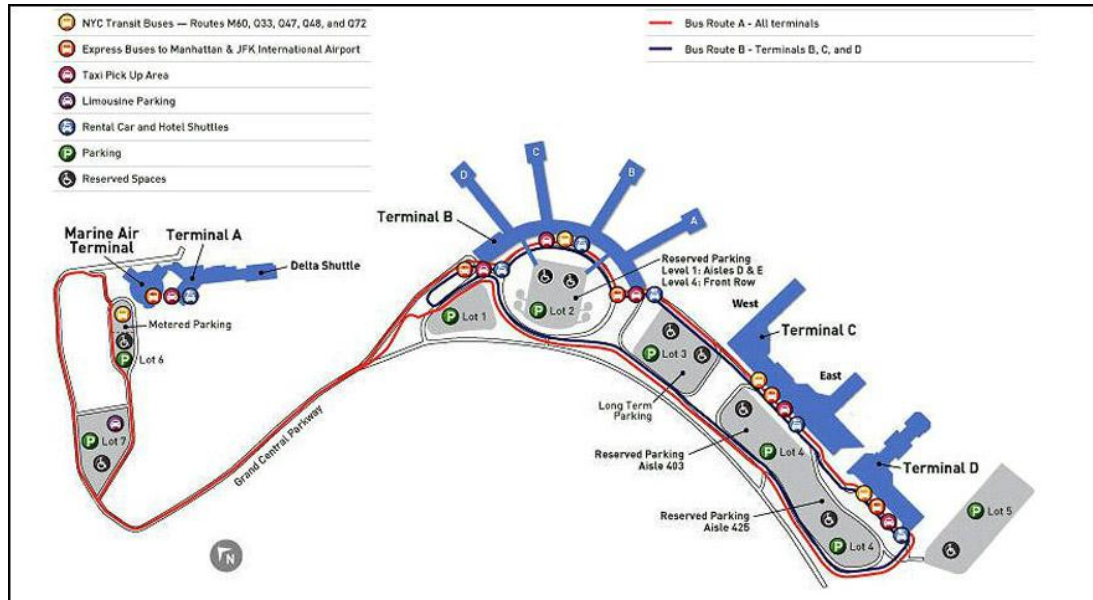 NYC Transit Buses — Routes M60, Q33, Q47, Q48, and Q72
Express Buses to Manhattan & JFK International Airport
Taxi Pick Up Area
Limousine Parking
Rental Car and Hotel Shuttles
P Parking
Reserved Spaces
Bus Route A - All terminals
Bus Route B - Terminals B, C, and D
D
C
B
A
Terminal B
Marine Air
Terminal
Terminal A
Delta Shuttle
Metered Parking
P Lot 6
P Lot 7
Grand Central Parkway
P Lot 1
P Lot 2
Reserved Parking
Level 1: Aisles D & E
Level 4: Front Row
P Lot 3
Long Term
Parking
West
Terminal C
East
Reserved Parking
Aisle 403
P Lot 4
Terminal D
Reserved Parking
Aisle 425
P Lot 4
P Lot 5
N